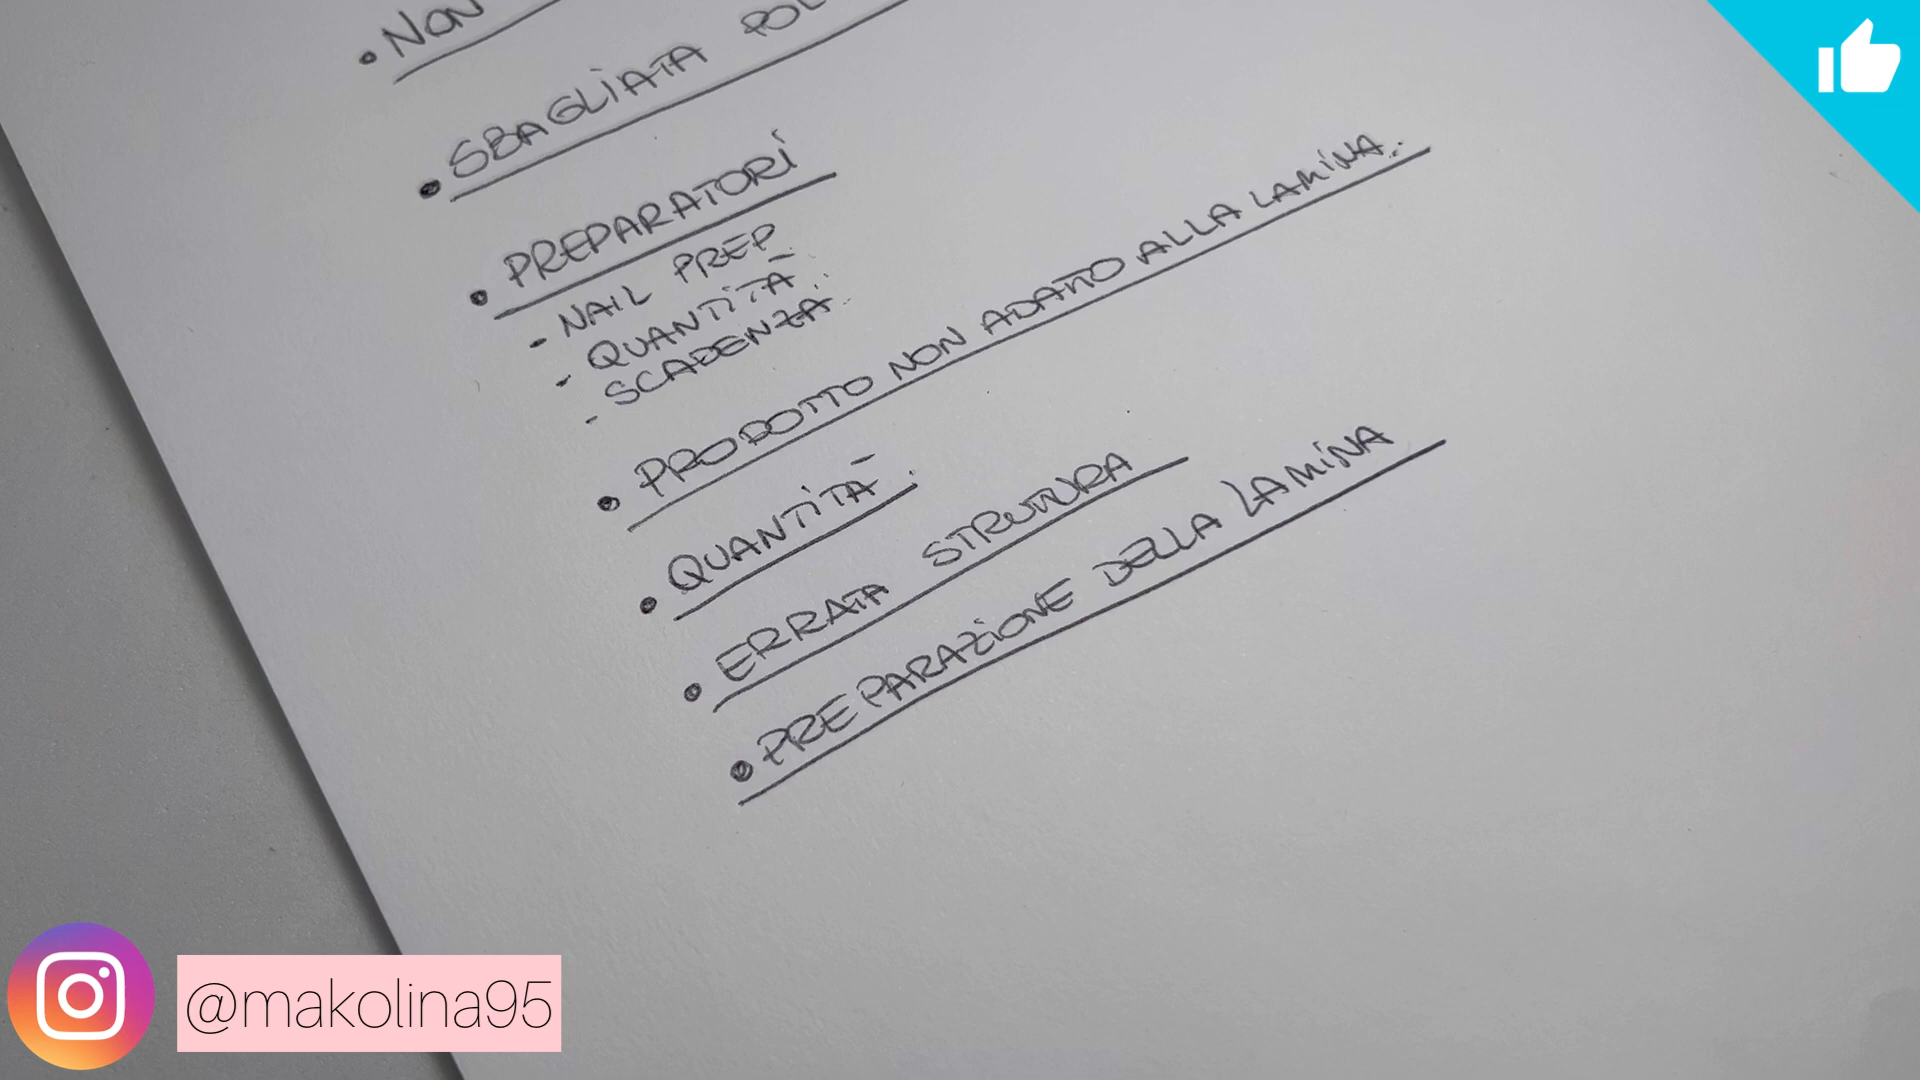 • NON
• SBAGLIATA
• PREPARATORI
- NAIL PREP
- QUANTITÀ
- SCADENZA
• PRODOTTO NON ADATTO ALLA LAMINA
• QUANTITÀ
• ERRATA STRUTTURA
• PREPARAZIONE DELLA LAMINA
@makolina95